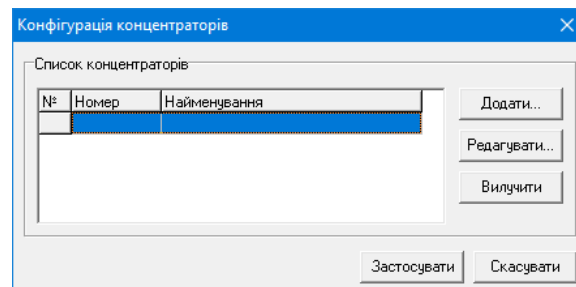 Конфігурація концентраторів
Список концентраторів
№ Номер Найменування
Додати...
Редагувати...
Вилучити
Застосувати Скасувати